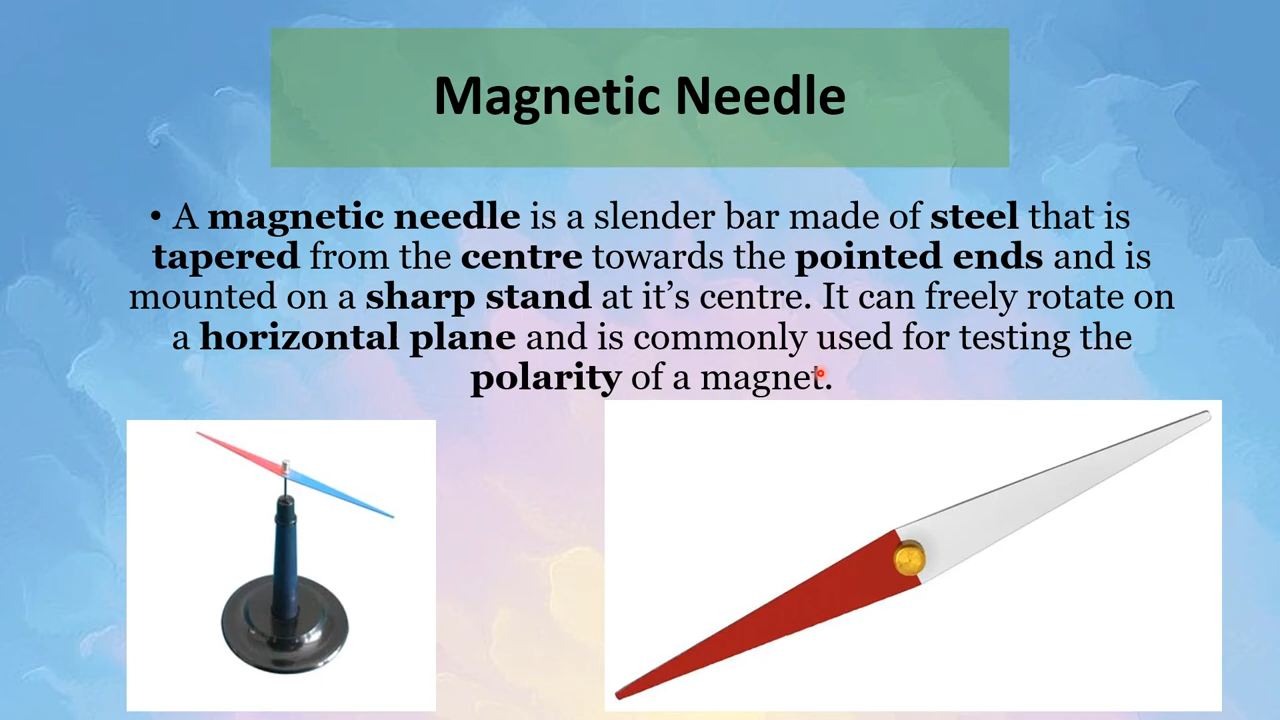 Magnetic Needle
• A magnetic needle is a slender bar made of steel that is
tapered from the centre towards the pointed ends and is
mounted on a sharp stand at it’s centre. It can freely rotate on
a horizontal plane and is commonly used for testing the
polarity of a magnet.